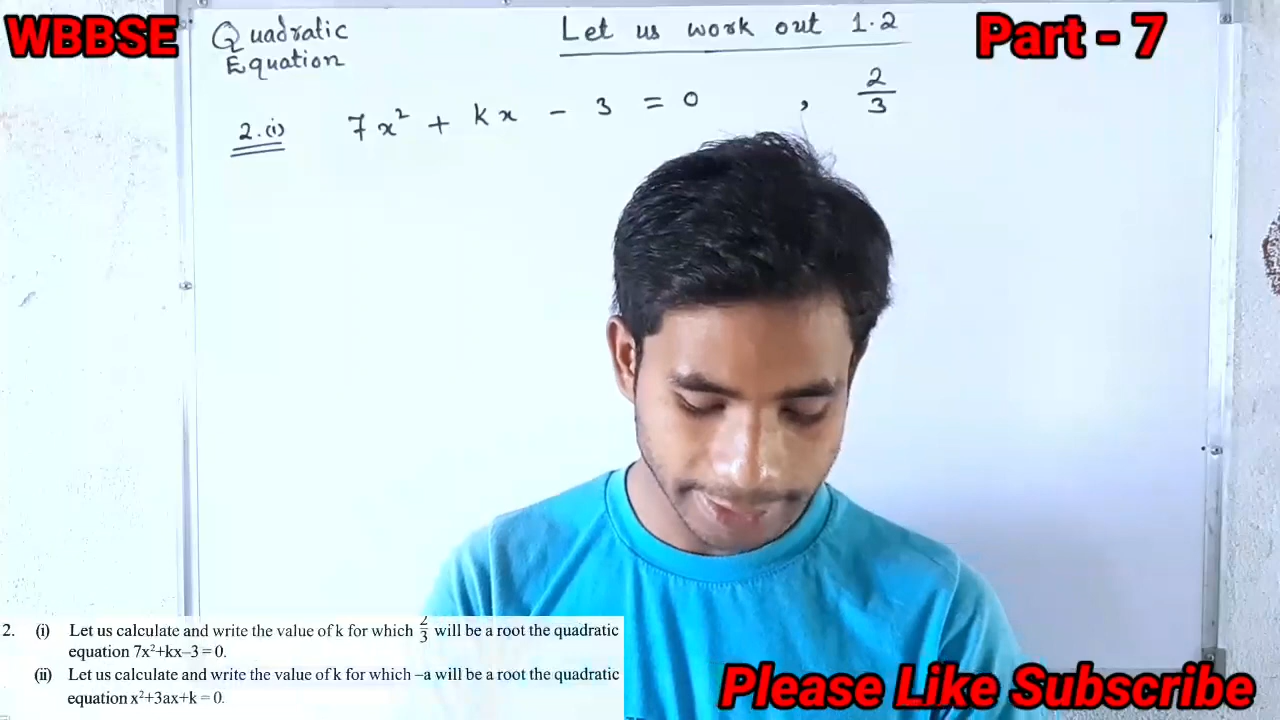 WBBSE
Quadratic
Equation
Let us work out 1.2
Part - 7
2.(i) 7x² + kx - 3 = 0 , 2/3
2. (i) Let us calculate and write the value of k for which 2/3 will be a root the quadratic
equation 7x²+kx–3=0.
(ii) Let us calculate and write the value of k for which –a will be a root the quadratic
equation x²+3ax+k=0.
Please Like Subscribe